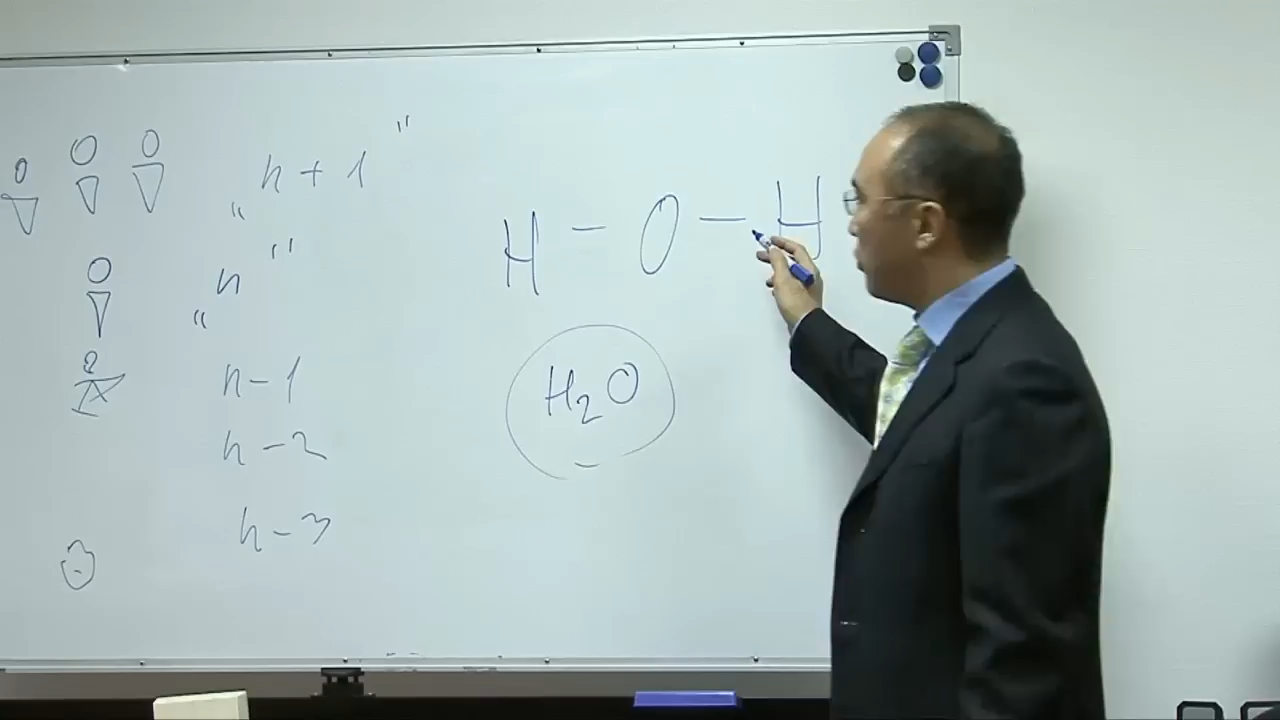 "n + 1"
"n"
n - 1
n - 2
n - 3
H - O - H
H₂O